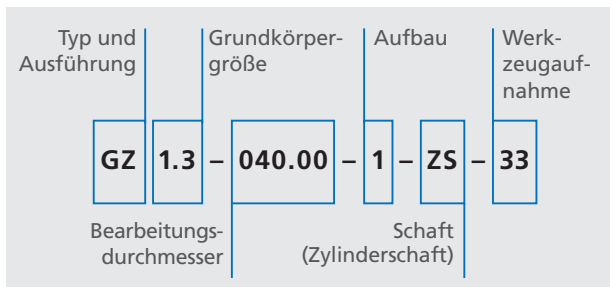 Typ und
Ausführung
Grundkörper-
größe
Aufbau
Werk-
zeugauf-
nahme
GZ 1.3 – 040.00 – 1 – ZS – 33
Bearbeitungs-
durchmesser
Schaft
(Zylinderschaft)